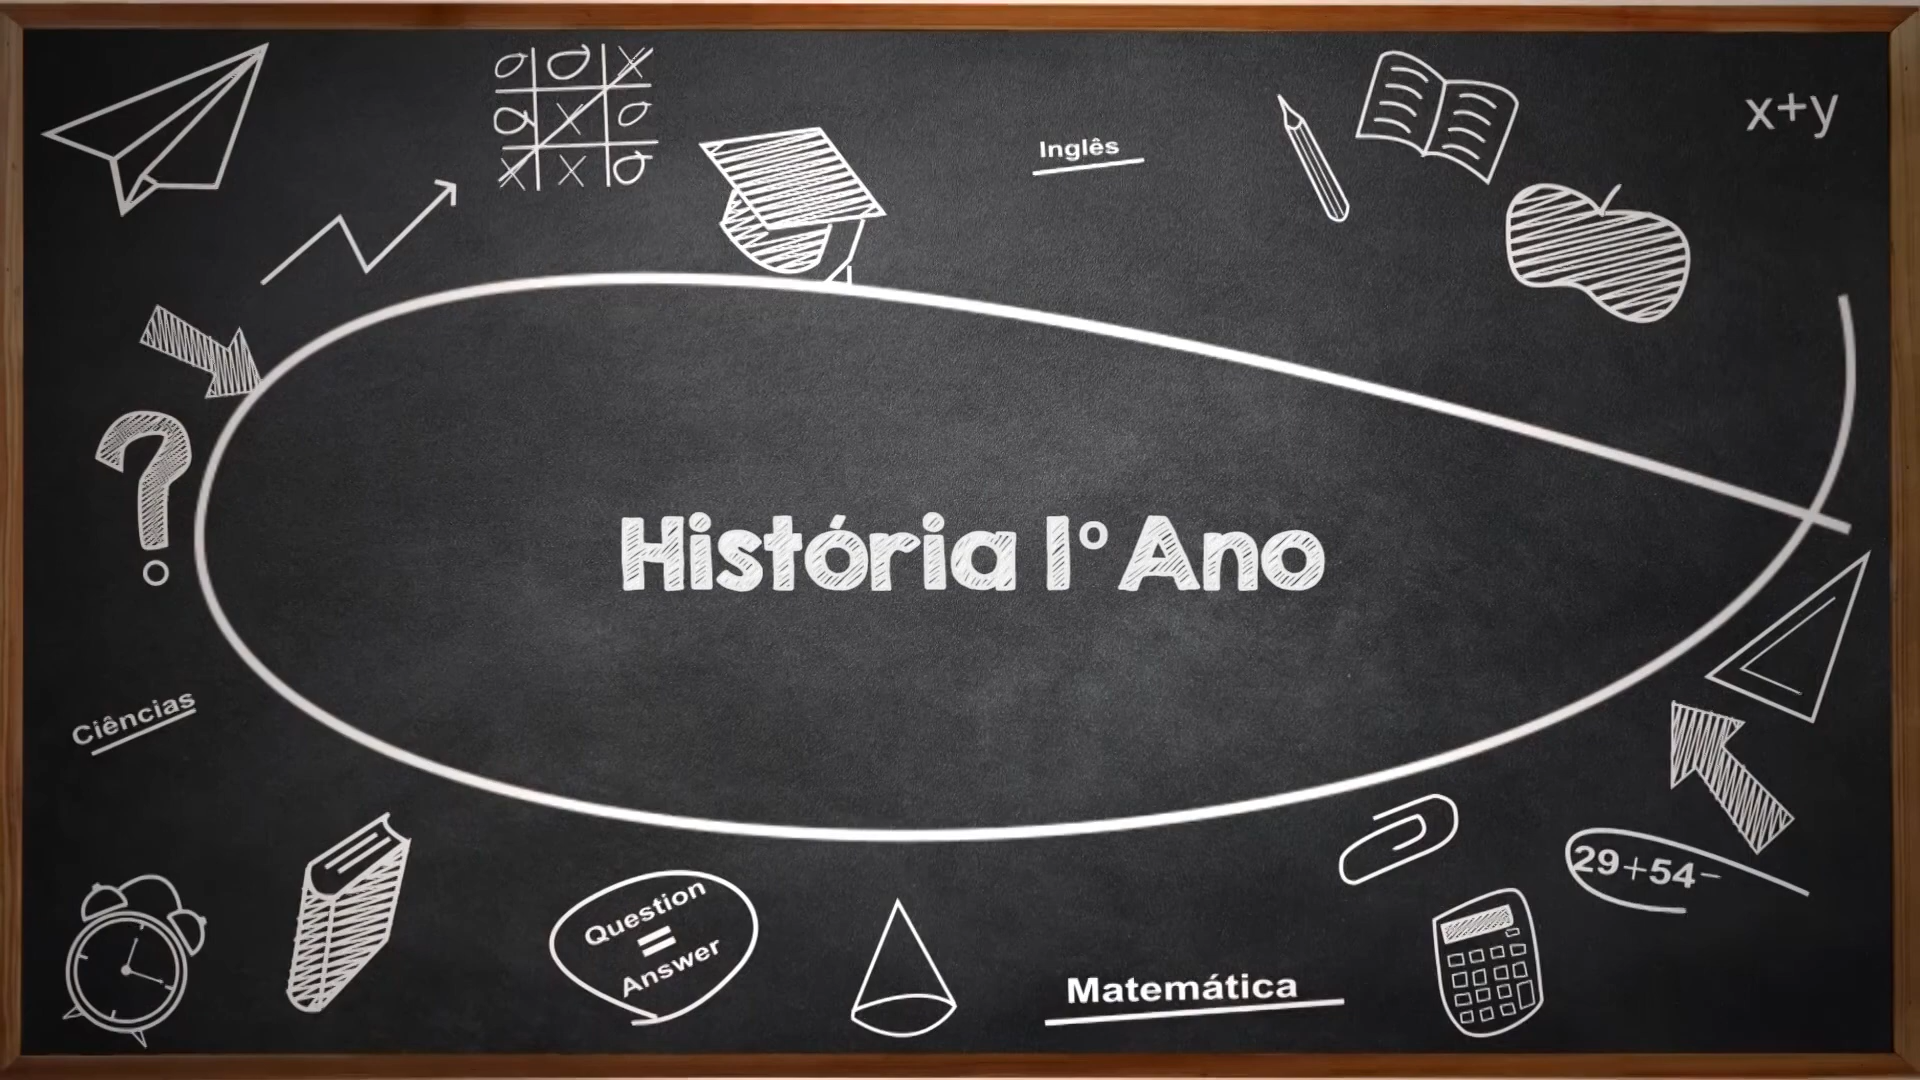 x+y
Inglês
História 1º Ano
Ciências
29+54-
Question
=
Answer
Matemática